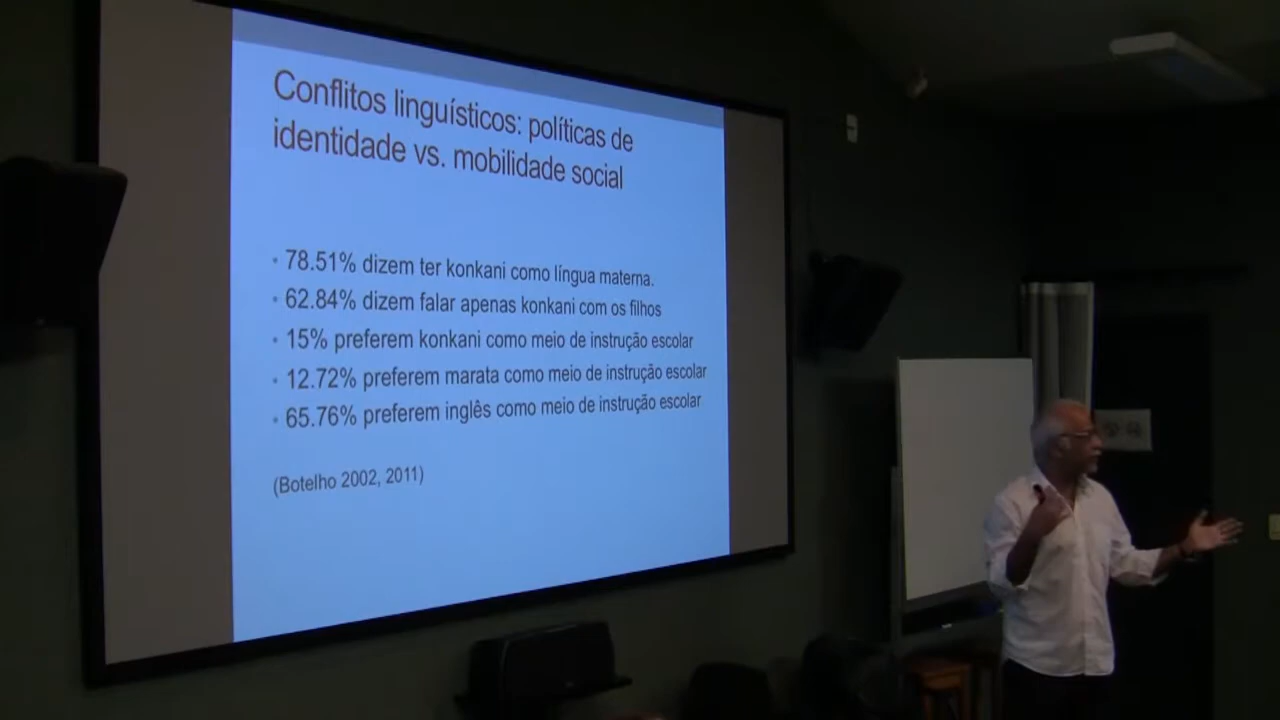 Conflitos linguísticos: políticas de
identidade vs. mobilidade social
• 78.51% dizem ter konkani como língua materna.
• 62.84% dizem falar apenas konkani com os filhos
• 15% preferem konkani como meio de instrução escolar
• 12.72% preferem marata como meio de instrução escolar
• 65.76% preferem inglês como meio de instrução escolar
(Botelho 2002, 2011)